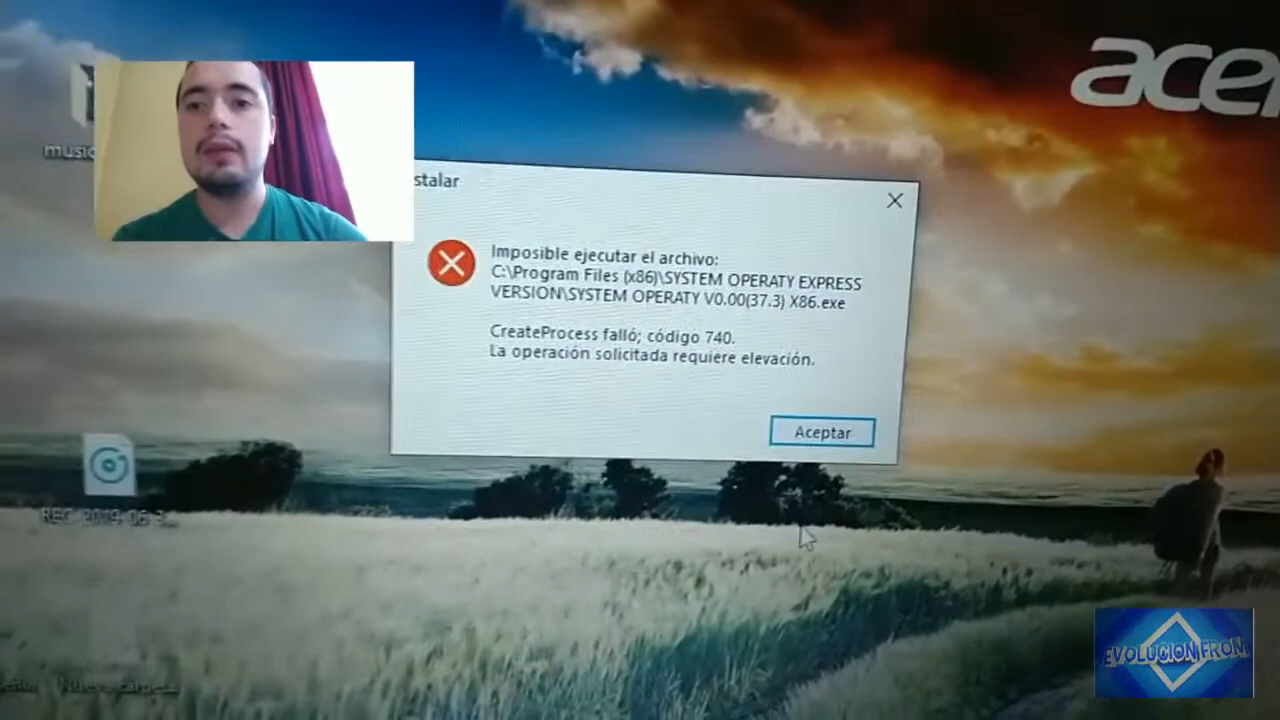 acer
music
stalar
Imposible ejecutar el archivo:
C:\Program Files (x86)\SYSTEM OPERATY EXPRESS
VERSION\SYSTEM OPERATY V0.00(37.3) X86.exe
CreateProcess falló; código 740.
La operación solicitada requiere elevación.
Aceptar
EVOLUCION FROM